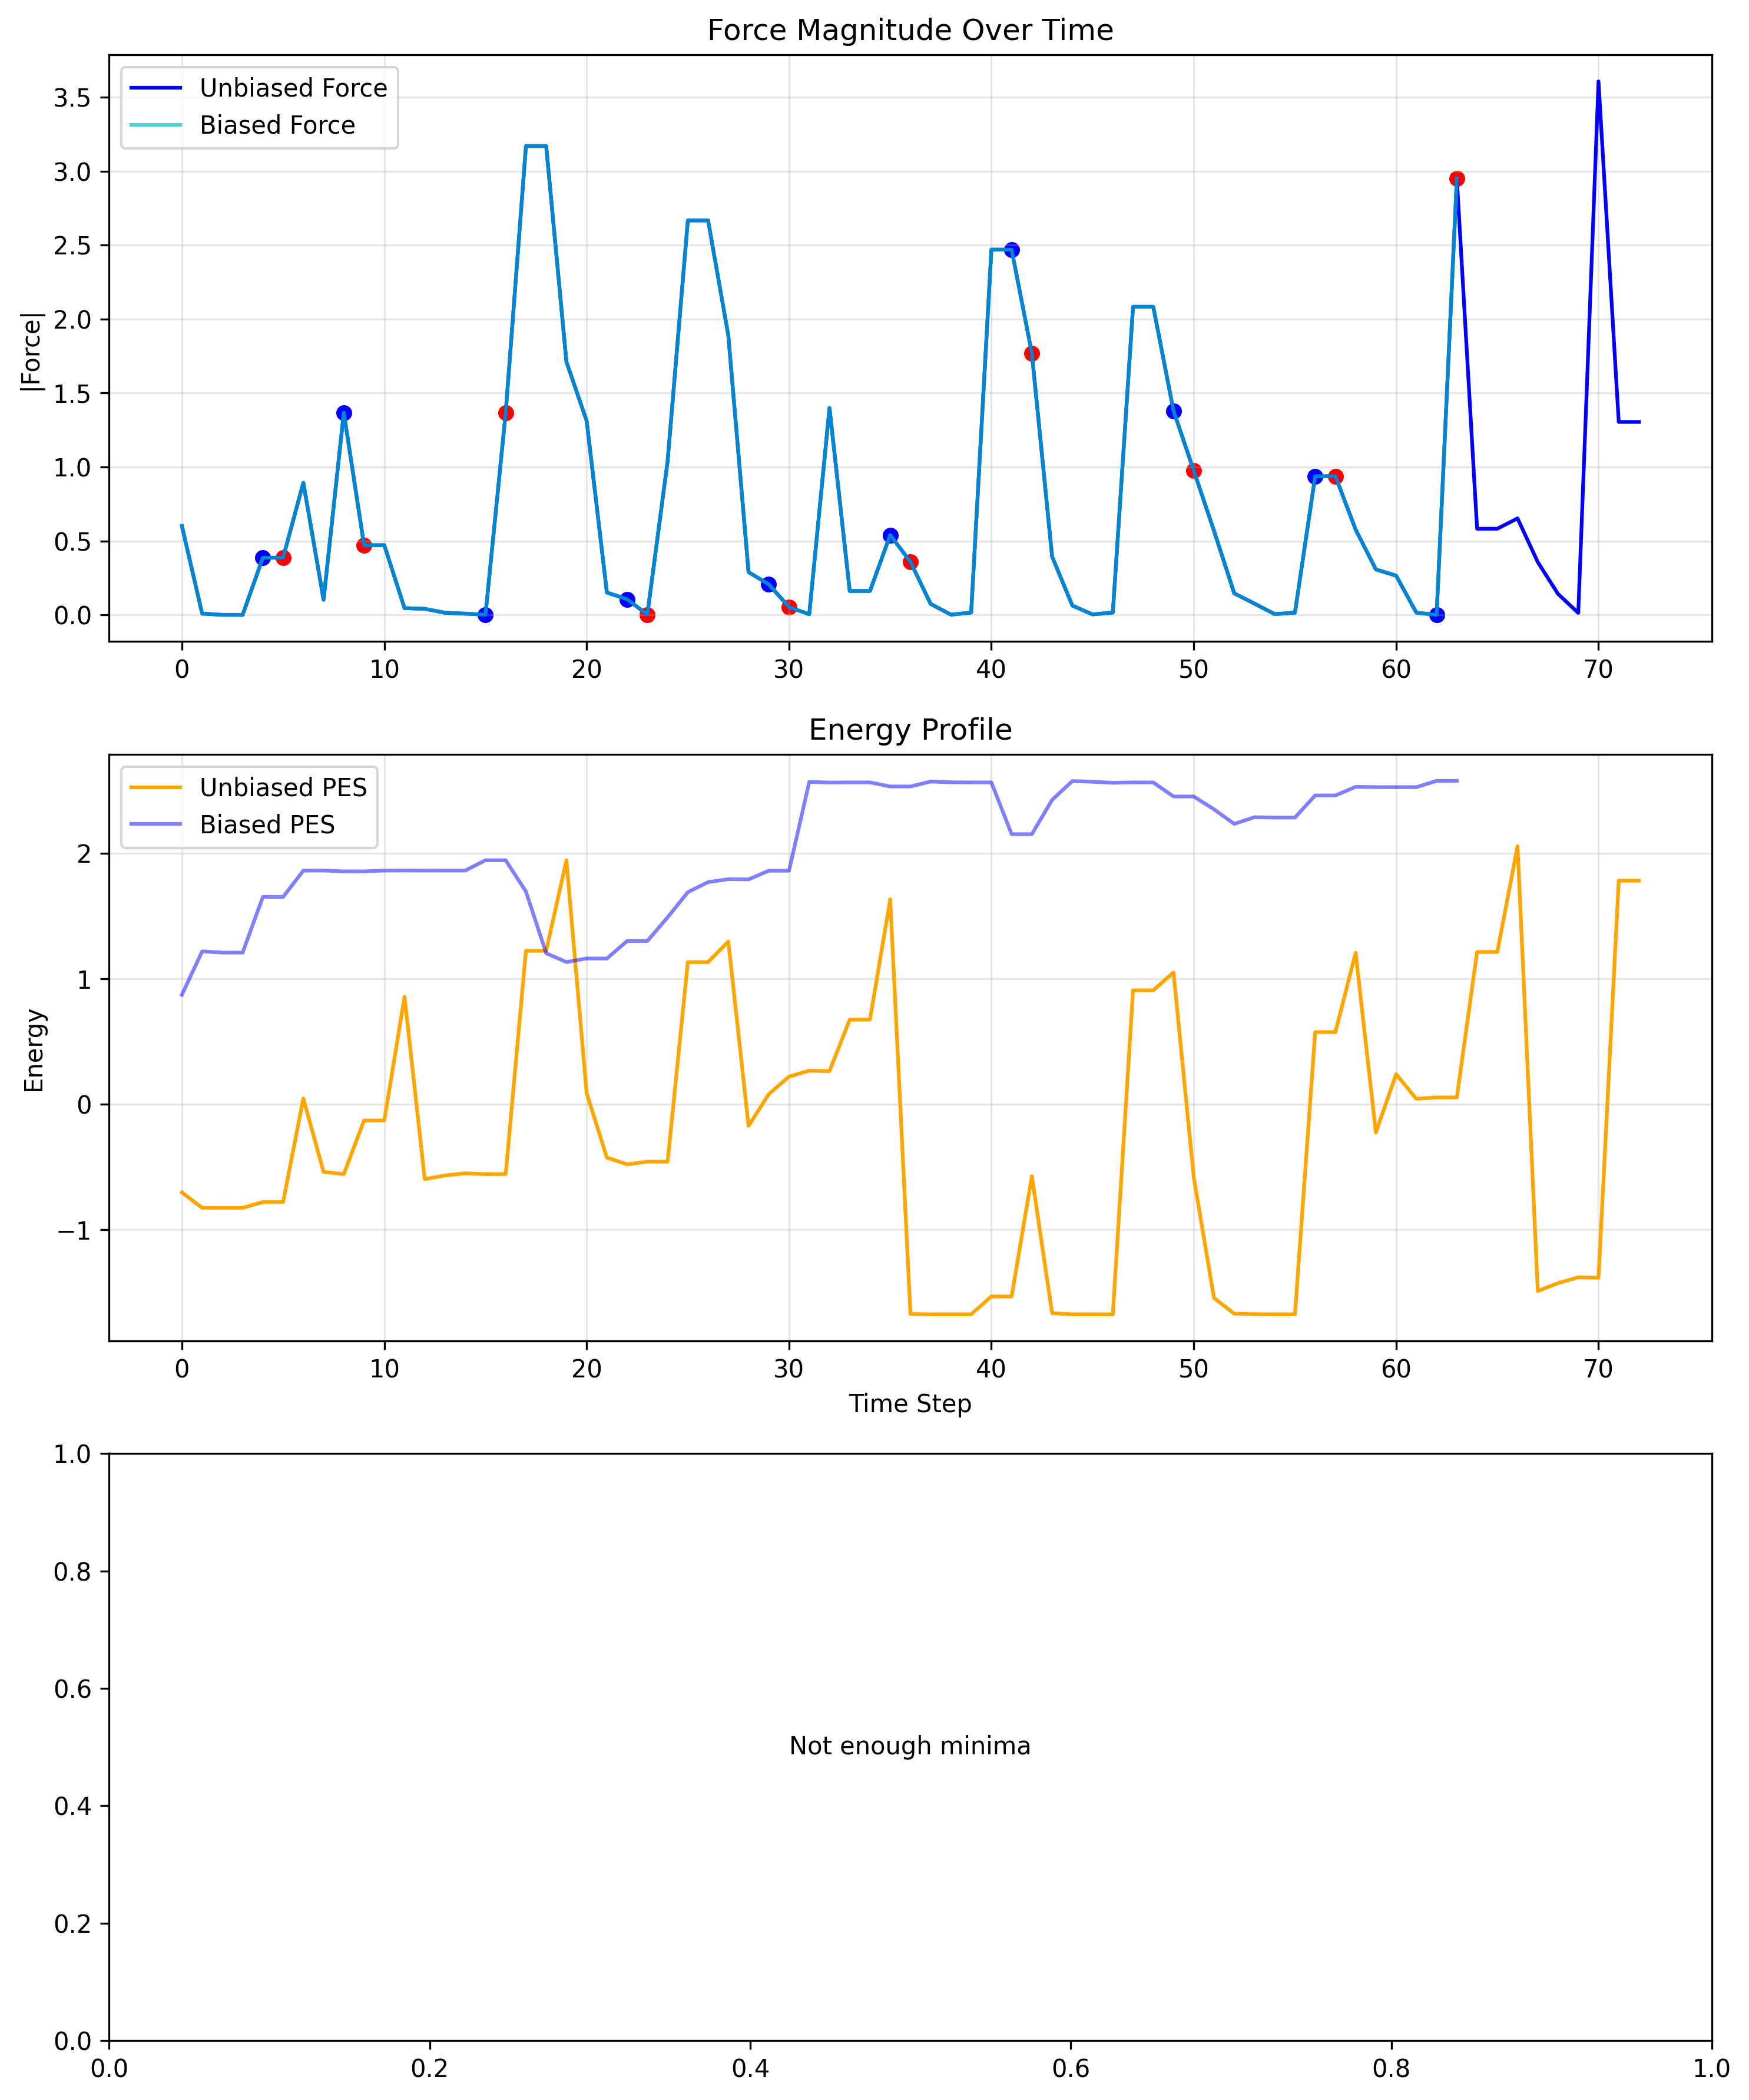 Force Magnitude Over Time
Unbiased Force
Biased Force
|Force|
3.5
3.0
2.5
2.0
1.5
1.0
0.5
0.0
0 10 20 30 40 50 60 70
Energy Profile
Unbiased PES
Biased PES
Energy
2
1
0
−1
0 10 20 30 40 50 60 70
Time Step
1.0
0.8
0.6
0.4
0.2
0.0
Not enough minima
0.0 0.2 0.4 0.6 0.8 1.0